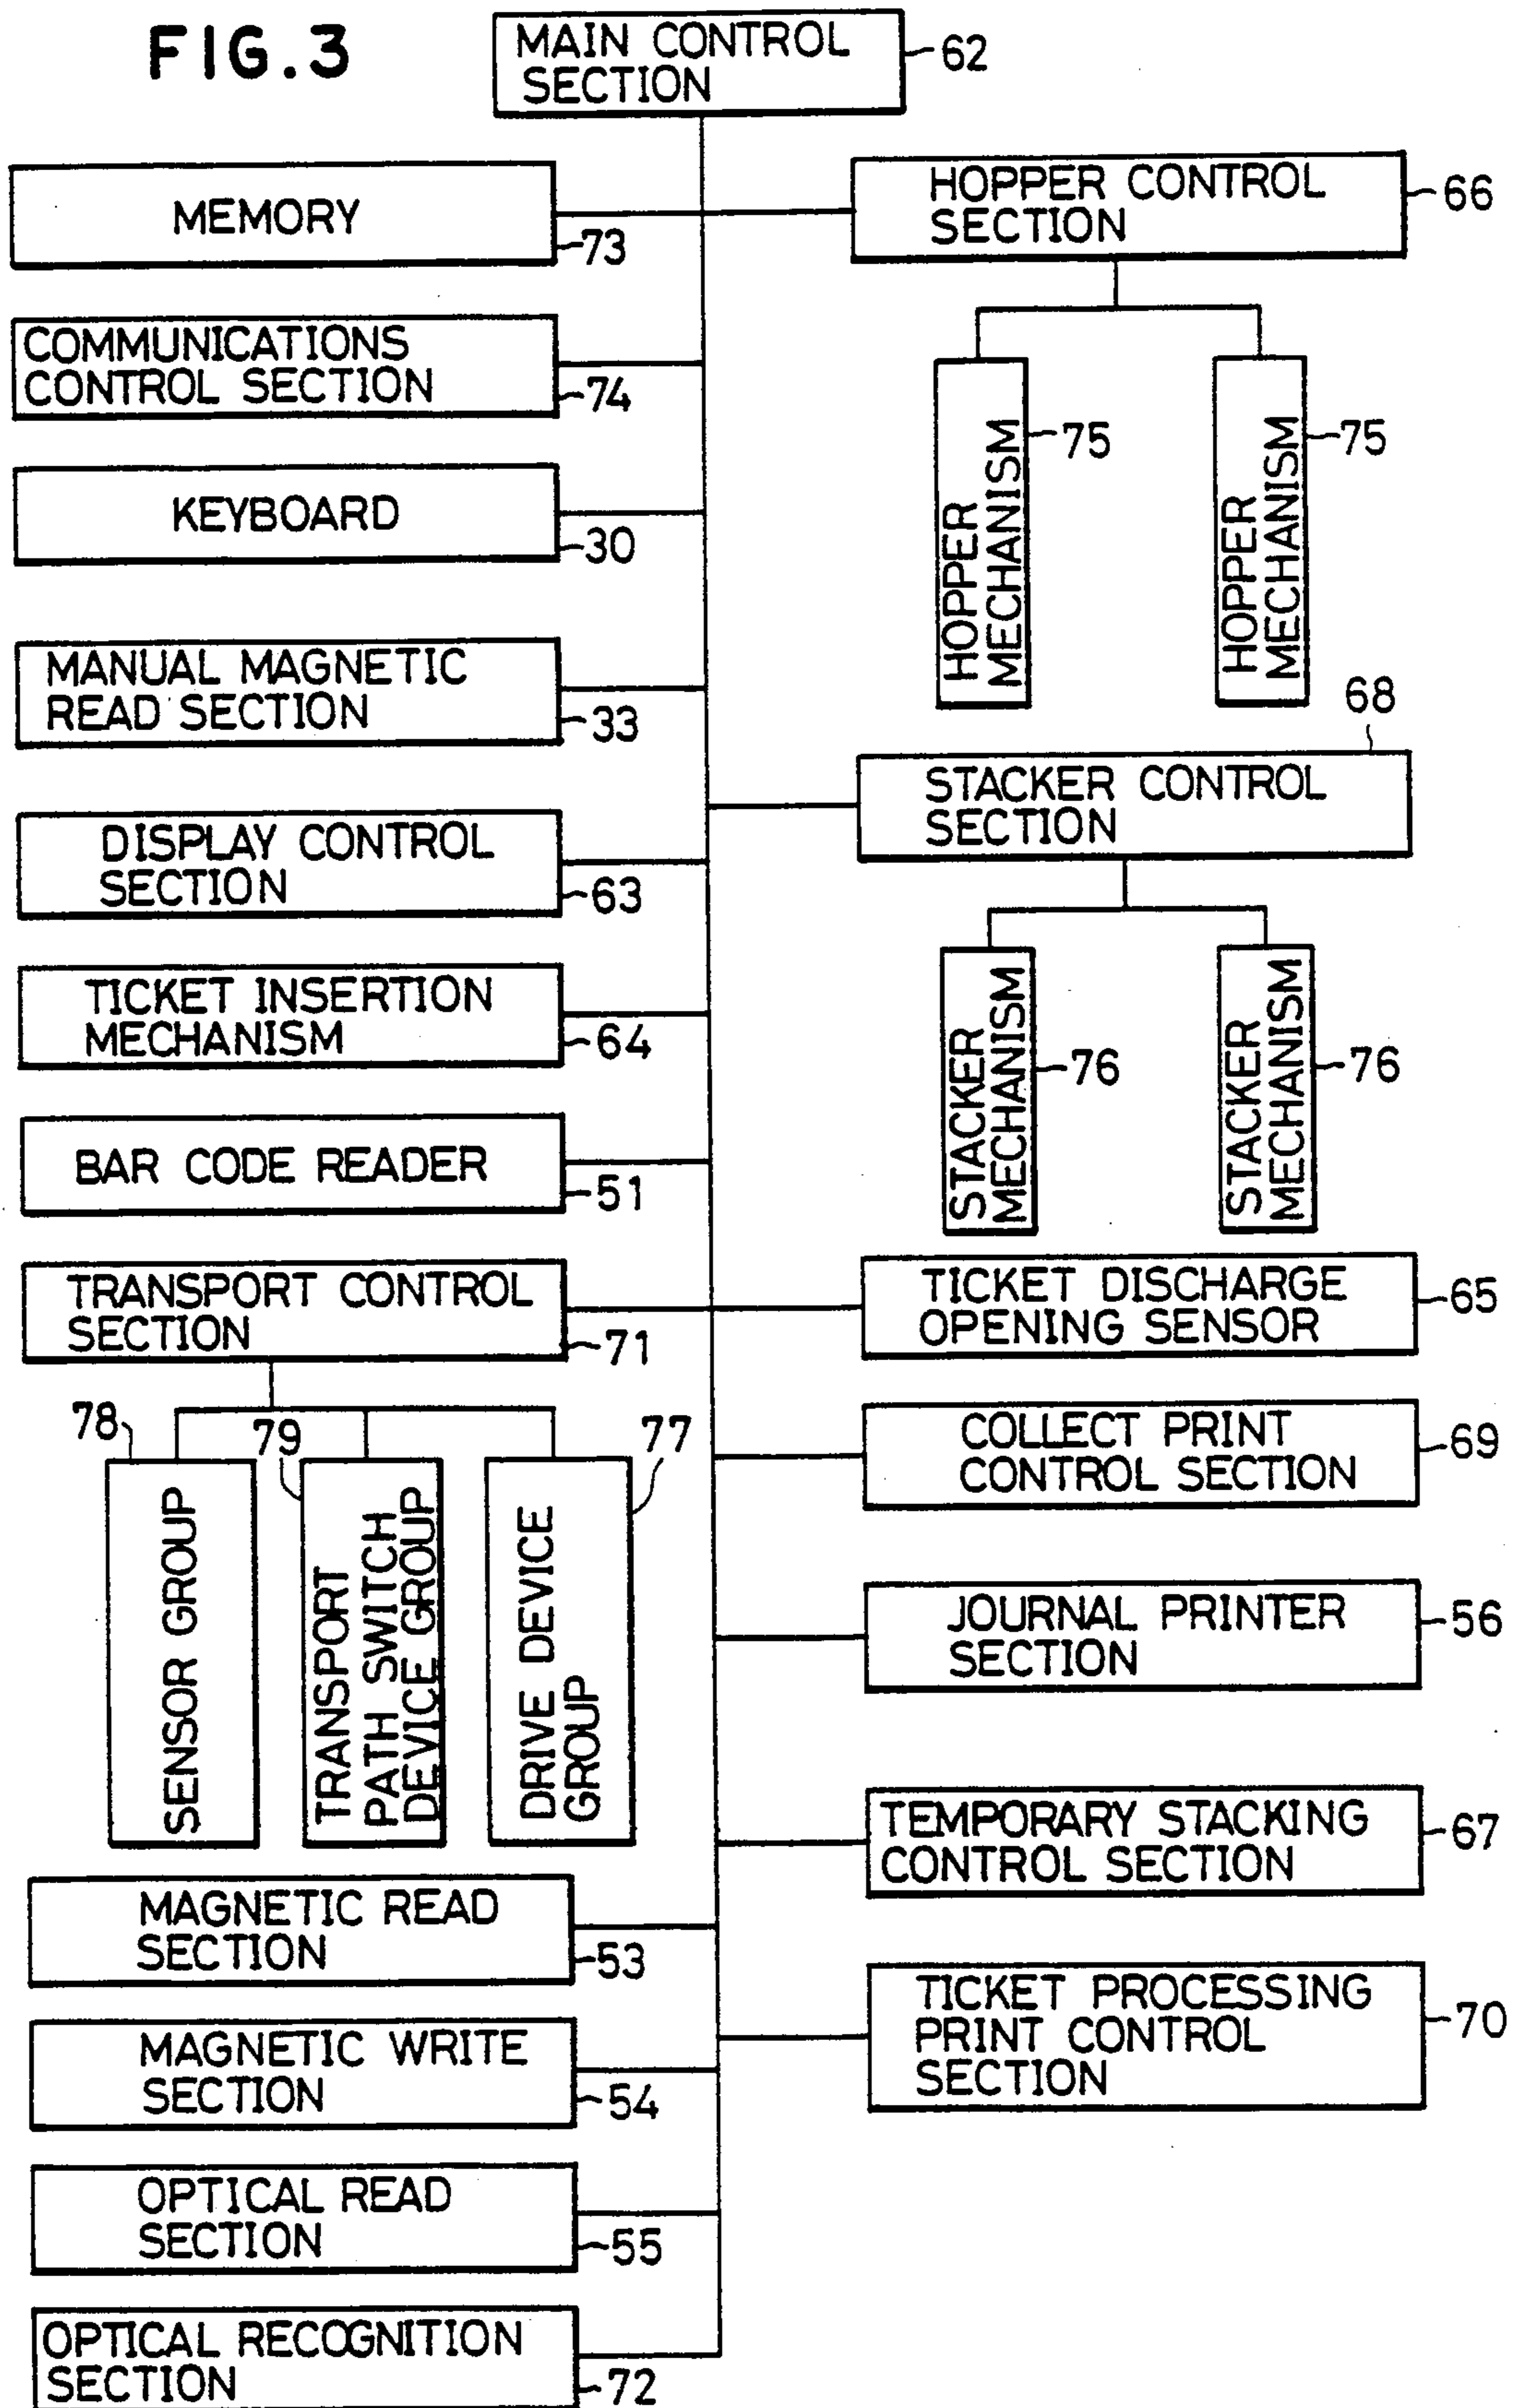 FIG.3
MAIN CONTROL
SECTION
62
MEMORY
73
HOPPER CONTROL
SECTION
66
COMMUNICATIONS
CONTROL SECTION
74
HOPPER
MECHANISM
75
HOPPER
MECHANISM
75
KEYBOARD
30
MANUAL MAGNETIC
READ SECTION
33
68
STACKER CONTROL
SECTION
DISPLAY CONTROL
SECTION
63
STACKER
MECHANISM
76
STACKER
MECHANISM
76
TICKET INSERTION
MECHANISM
64
BAR CODE READER
51
TRANSPORT CONTROL
SECTION
71
TICKET DISCHARGE
OPENING SENSOR
65
78
SENSOR GROUP
79
TRANSPORT
PATH SWITCH
DEVICE GROUP
77
DRIVE DEVICE
GROUP
COLLECT PRINT
CONTROL SECTION
69
JOURNAL PRINTER
SECTION
56
TEMPORARY STACKING
CONTROL SECTION
67
MAGNETIC READ
SECTION
53
TICKET PROCESSING
PRINT CONTROL
SECTION
70
MAGNETIC WRITE
SECTION
54
OPTICAL READ
SECTION
55
OPTICAL RECOGNITION
SECTION
72